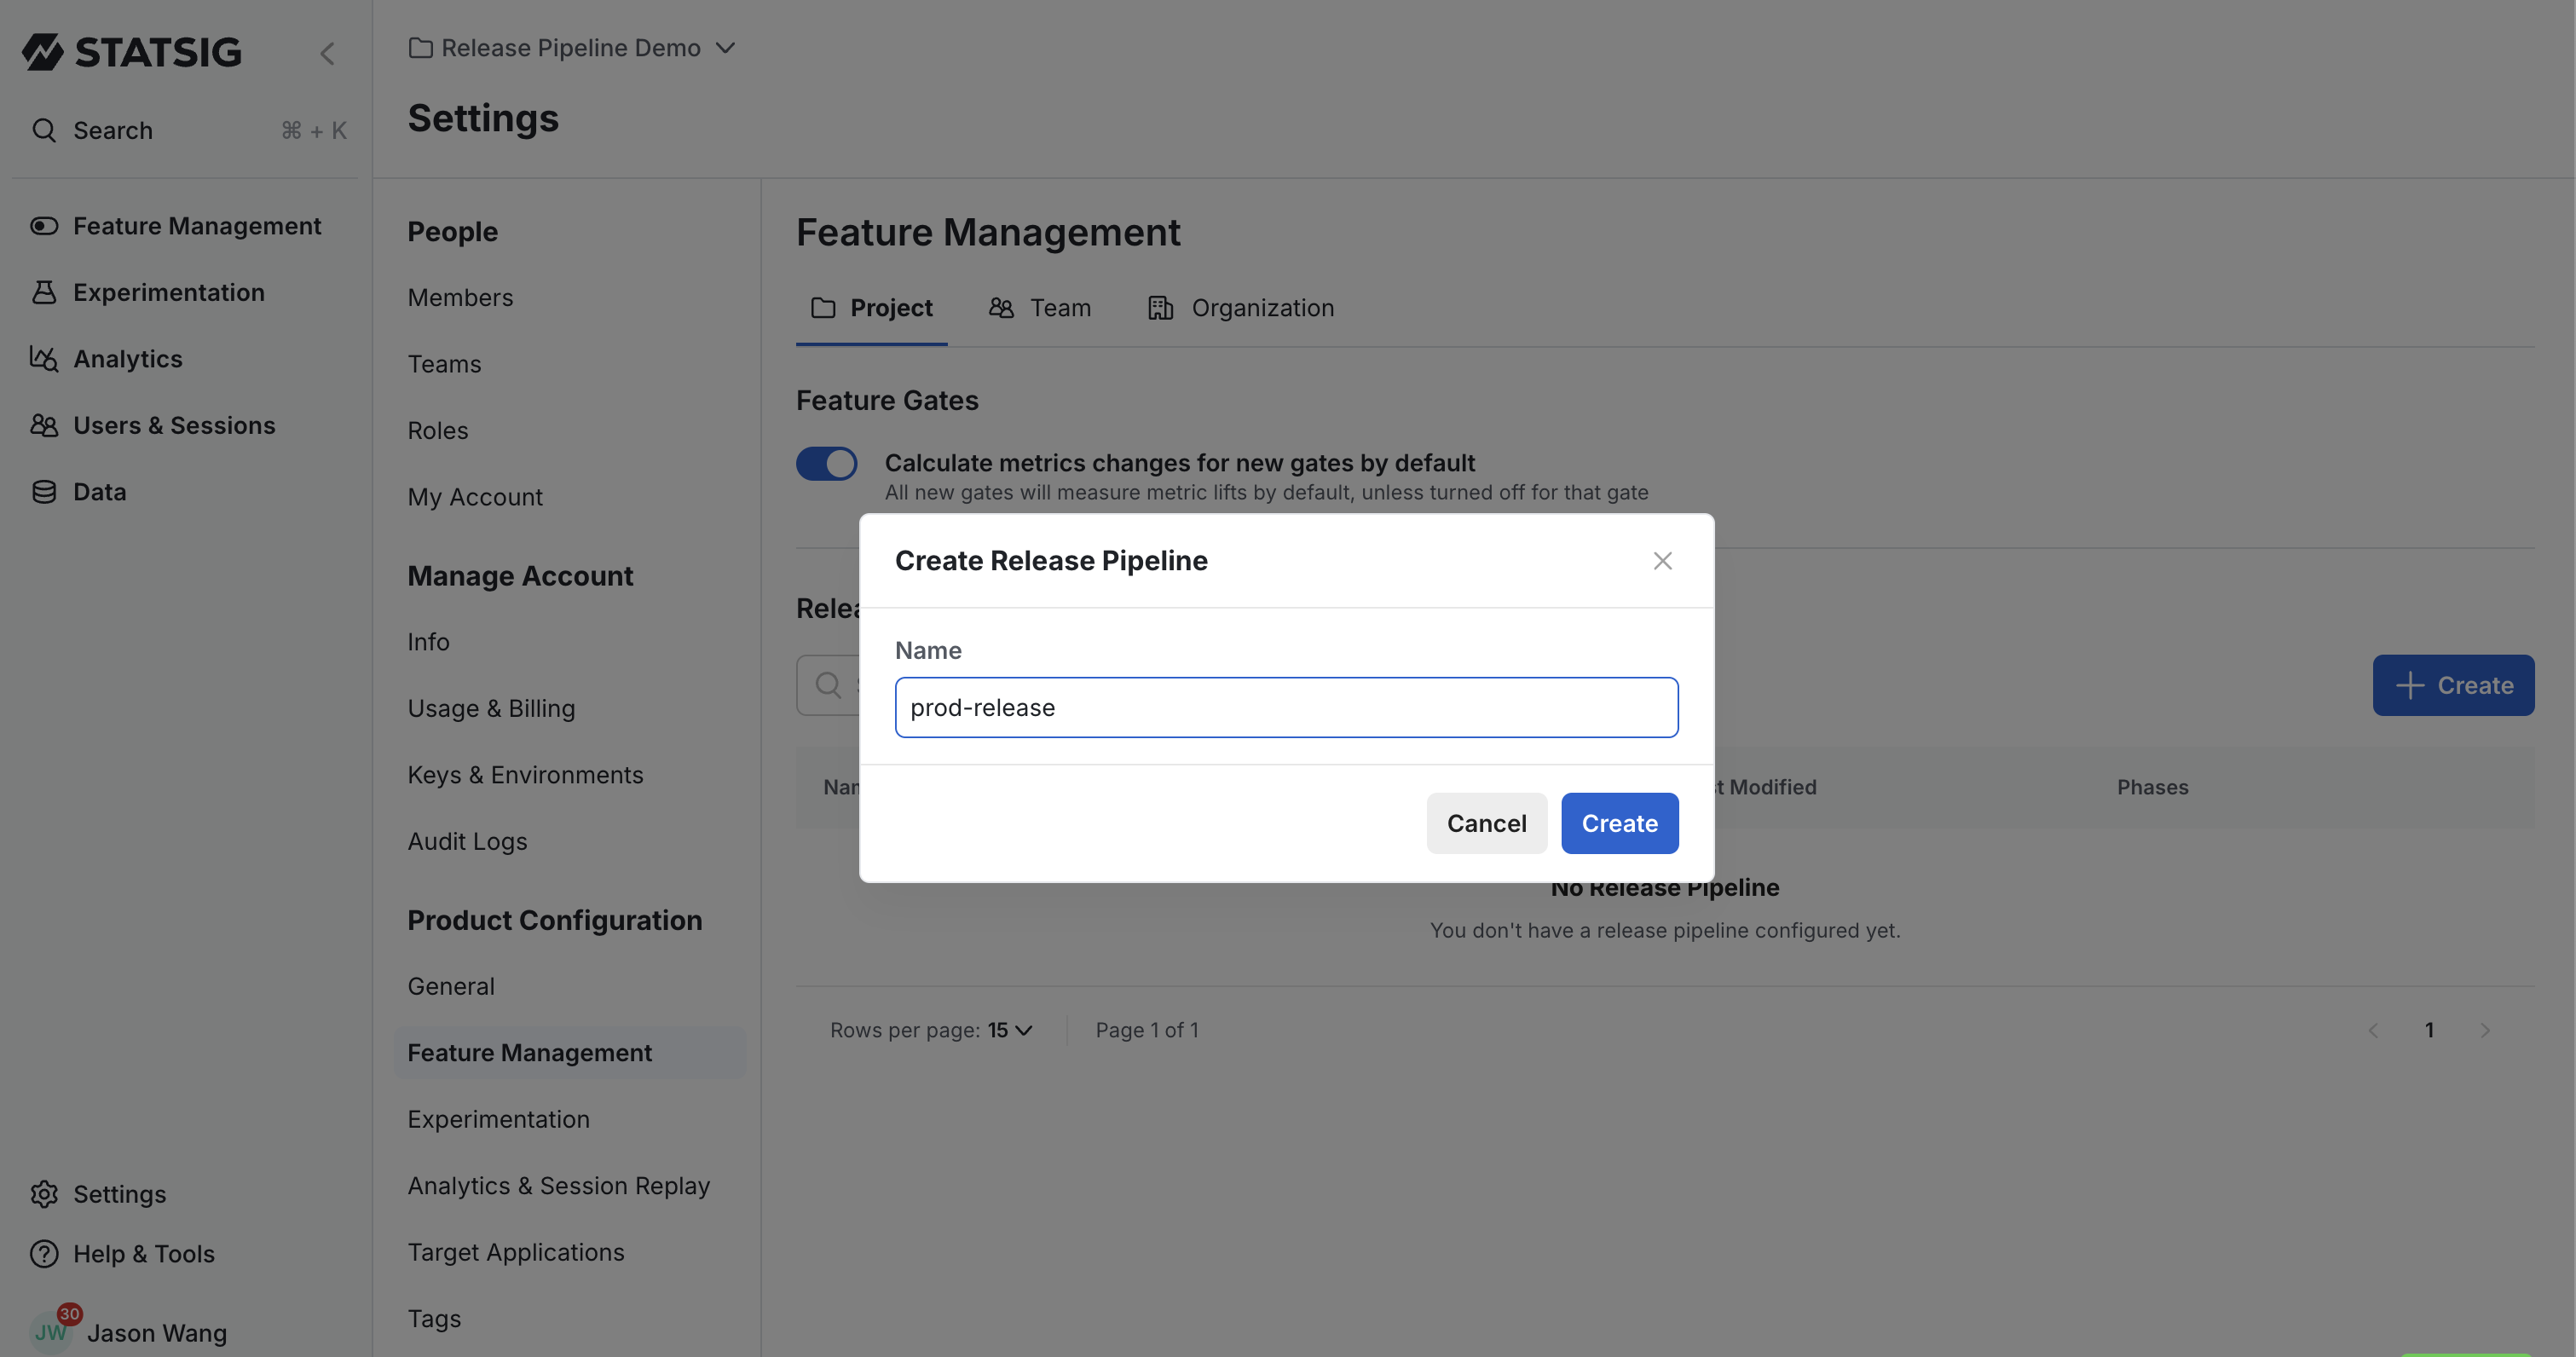 STATSIG
Search ⌘ + K
Feature Management
Experimentation
Analytics
Users & Sessions
Data
Settings
Help & Tools
30
JW
Jason Wang
Release Pipeline Demo
Settings
People
Members
Teams
Roles
My Account
Manage Account
Info
Usage & Billing
Keys & Environments
Audit Logs
Product Configuration
General
Feature Management
Experimentation
Analytics & Session Replay
Target Applications
Tags
Feature Management
Project Team Organization
Feature Gates
Calculate metrics changes for new gates by default
All new gates will measure metric lifts by default, unless turned off for that gate
Create
Modified Phases
No Release Pipeline
You don't have a release pipeline configured yet.
Rows per page: 15 Page 1 of 1 1
Create Release Pipeline
Name
prod-release
Cancel Create